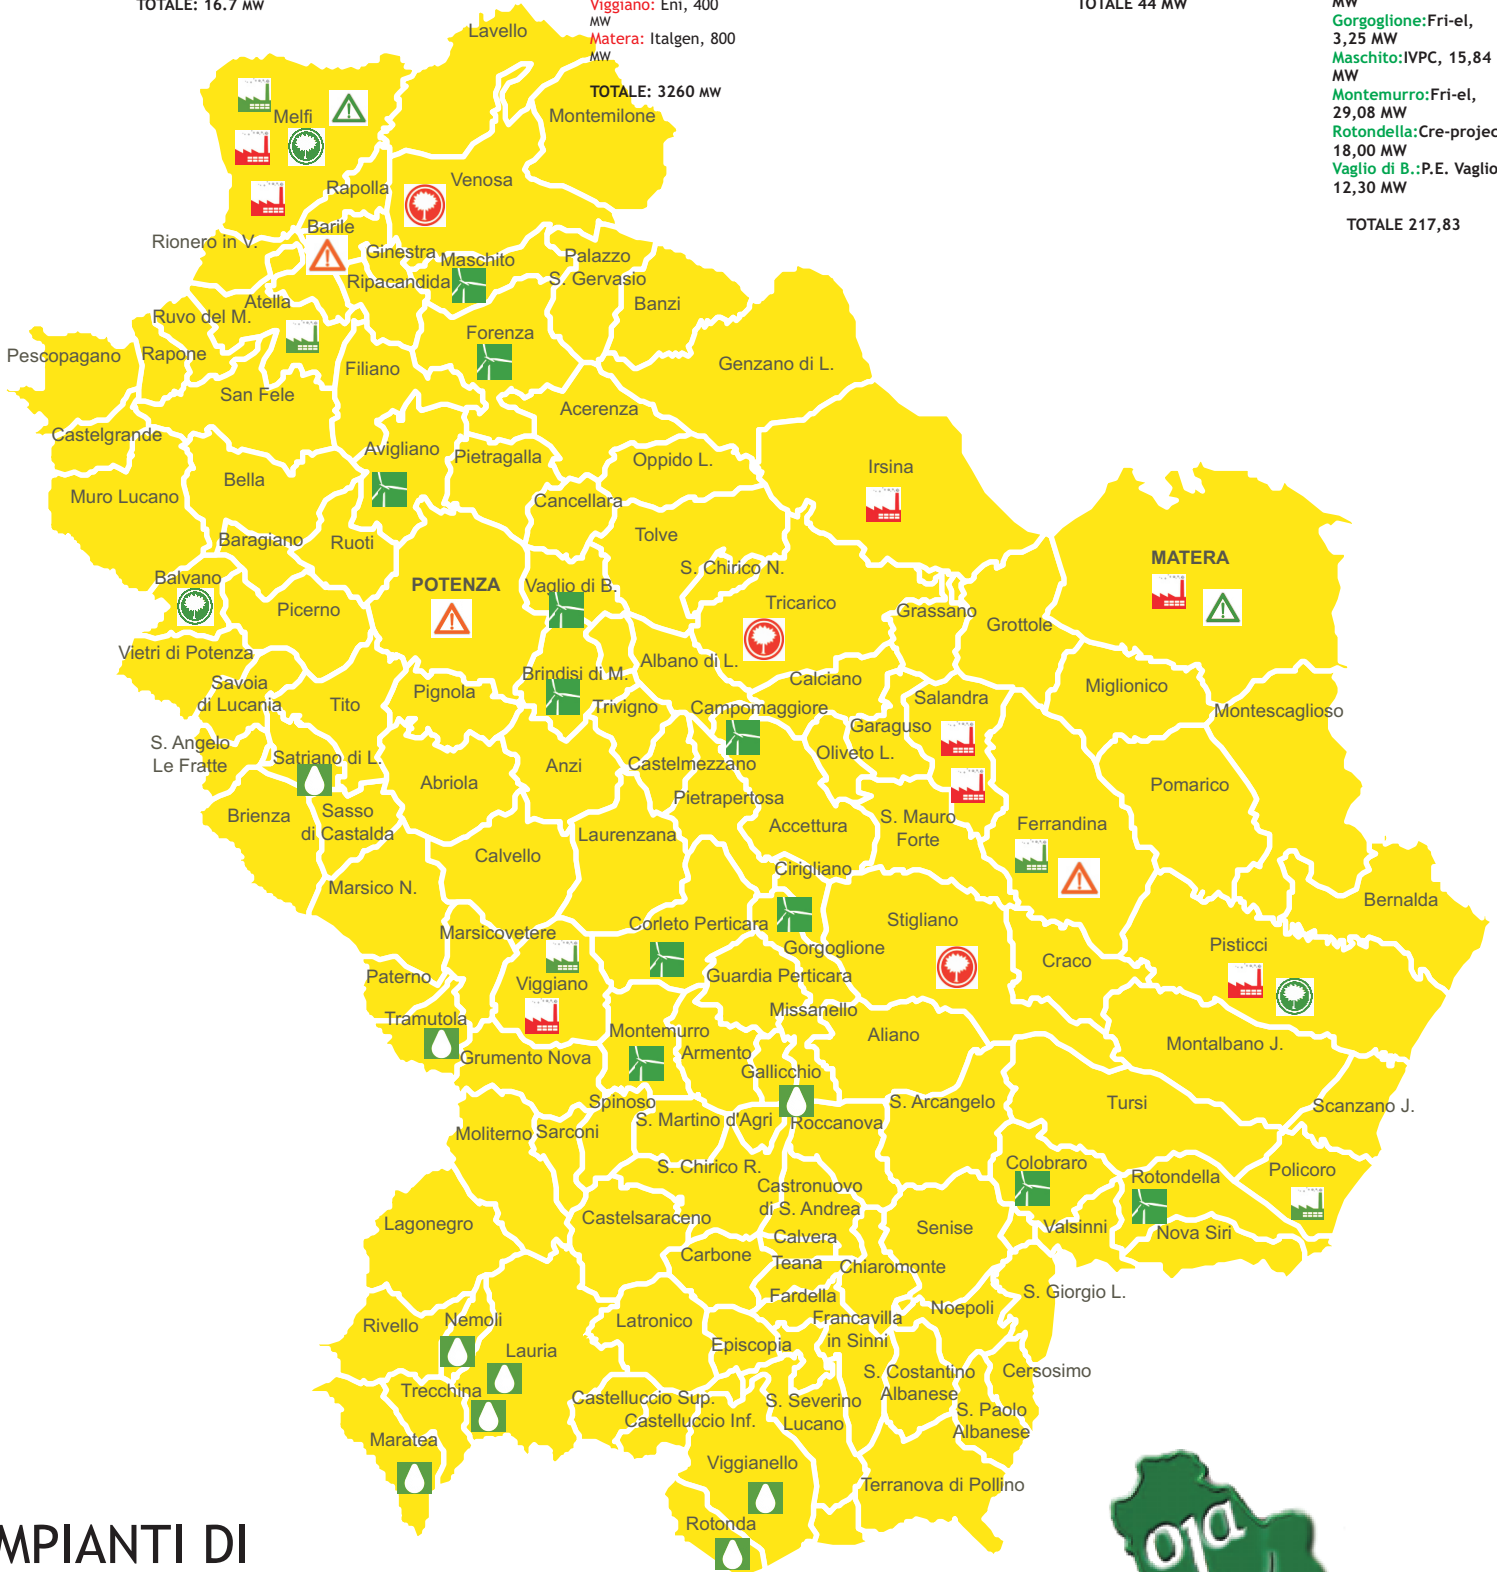 TOTALE: 16.7 MW
Viggiano: Eni, 400
MW
Matera: Italgen, 800
MW
TOTALE: 3260 MW
TOTALE 44 MW
MW
Gorgoglione:Fri-el,
3,25 MW
Maschito:IVPC, 15,84
MW
Montemurro:Fri-el,
29,08 MW
Rotondella:Cre-projec
18,00 MW
Vaglio di B.:P.E. Vaglio
12,30 MW
TOTALE 217,83
Lavello
Montemilone
Melfi
Venosa
Rapolla
Barile
Rionero in V.
Ginestra
Maschito
Palazzo
S. Gervasio
Ripacandida
Banzi
Atella
Ruvo del M.
Forenza
Pescopagano
Rapone
Filiano
Genzano di L.
San Fele
Acerenza
Castelgrande
Avigliano
Pietragalla
Oppido L.
Irsina
Bella
Muro Lucano
Cancellara
Baragiano
Ruoti
Tolve
MATERA
S. Chirico N.
Balvano
POTENZA
Vaglio di B.
Picerno
Tricarico
Grassano
Grottole
Vietri di Potenza
Albano di L.
Brindisi di M.
Calciano
Miglionico
Savoia
di Lucania
Tito
Pignola
Trivigno
Campomaggiore
Salandra
Montescaglioso
Garaguso
S. Angelo
Le Fratte
Satriano di L.
Oliveto L.
Castelmezzano
Anzi
Abriola
Pomarico
Pietrapertosa
Brienza
Sasso
di Castalda
Accettura
S. Mauro
Forte
Ferrandina
Laurenzana
Calvello
Cirigliano
Marsico N.
Bernalda
Stigliano
Corleto Perticara
Marsicovetere
Gorgoglione
Pisticci
Craco
Paterno
Viggiano
Guardia Perticara
Missanello
Tramutola
Montemurro
Aliano
Montalbano J.
Armento
Grumento Nova
Gallicchio
Spinoso
S. Arcangelo
Tursi
Scanzano J.
S. Martino d'Agri
Roccanova
Moliterno
Sarconi
S. Chirico R.
Colobraro
Rotondella
Policoro
Castronuovo
di S. Andrea
Castelsaraceno
Lagonegro
Senise
Valsinni
Nova Siri
Calvera
Carbone
Teana
Chiaromonte
S. Giorgio L.
Fardella
Noepoli
Francavilla
in Sinni
Nemoli
Rivello
Latronico
Episcopia
Lauria
S. Costantino
Albanese
Cersosimo
Trecchina
Castelluccio Sup.
Castelluccio Inf.
S. Severino
Lucano
S. Paolo
Albanese
Maratea
Viggianello
Terranova di Pollino
Rotonda
MPIANTI DI
ola